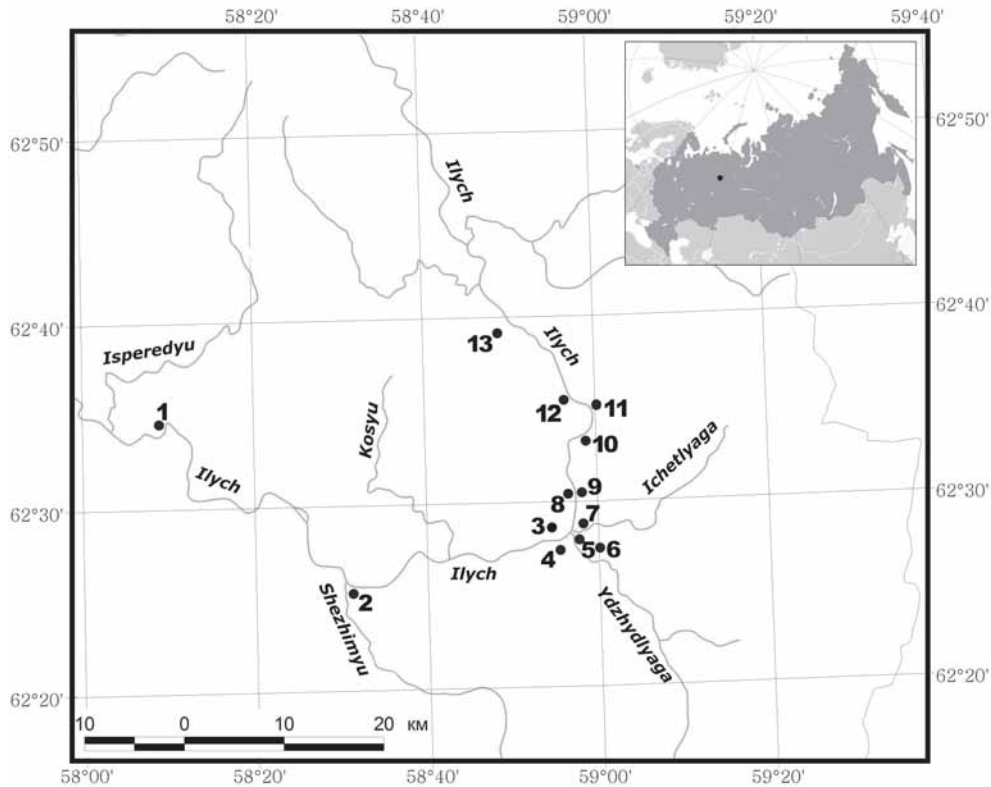 58°20' 58°40' 59°00' 59°20' 59°40'
62°50' 62°50'
Ilych
62°40' 62°40'
Isperedyu
13
Ilych
1
12 11
Kosyu
10
Ichetlyaga
Ilych
8 9
62°30' 62°30'
3 7
4 5 6
Ilych
2
Shezhimyu
Ydzhydlyaga
62°20' 62°20'
10 0 10 20 км
58°00' 58°20' 58°40' 59°00' 59°20'